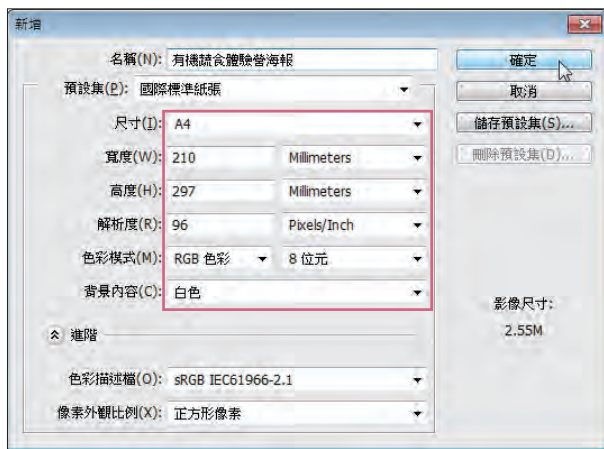 新增
名稱(N): 有機蔬食體驗營海報
確定
預設集(P): 國際標準紙張
取消
尺寸(I): A4
儲存預設集(S)...
寬度(W): 210 Millimeters
刪除預設集(D)...
高度(H): 297 Millimeters
解析度(R): 96 Pixels/Inch
色彩模式(M): RGB 色彩 8 位元
背景內容(C): 白色
影像尺寸:
2.55M
進階
色彩描述檔(O): sRGB IEC61966-2.1
像素外觀比例(X): 正方形像素